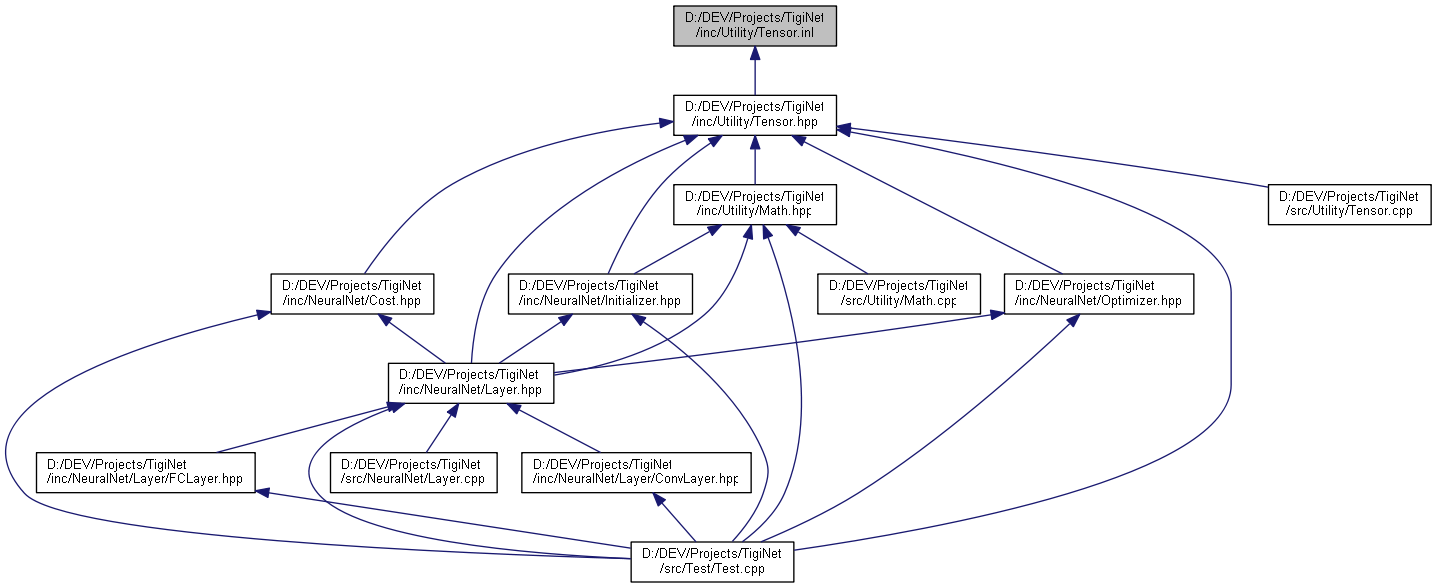 D:/DEV/Projects/TigiNet
/inc/Utility/Tensor.inl
D:/DEV/Projects/TigiNet
/inc/Utility/Tensor.hpp
D:/DEV/Projects/TigiNet
/inc/Utility/Math.hpp
D:/DEV/Projects/TigiNet
/src/Utility/Tensor.cpp
D:/DEV/Projects/TigiNet
/inc/NeuralNet/Cost.hpp
D:/DEV/Projects/TigiNet
/inc/NeuralNet/Initializer.hpp
D:/DEV/Projects/TigiNet
/src/Utility/Math.cpp
D:/DEV/Projects/TigiNet
/inc/NeuralNet/Optimizer.hpp
D:/DEV/Projects/TigiNet
/inc/NeuralNet/Layer.hpp
D:/DEV/Projects/TigiNet
/inc/NeuralNet/Layer/FCLayer.hpp
D:/DEV/Projects/TigiNet
/src/NeuralNet/Layer.cpp
D:/DEV/Projects/TigiNet
/inc/NeuralNet/Layer/ConvLayer.hpp
D:/DEV/Projects/TigiNet
/src/Test/Test.cpp